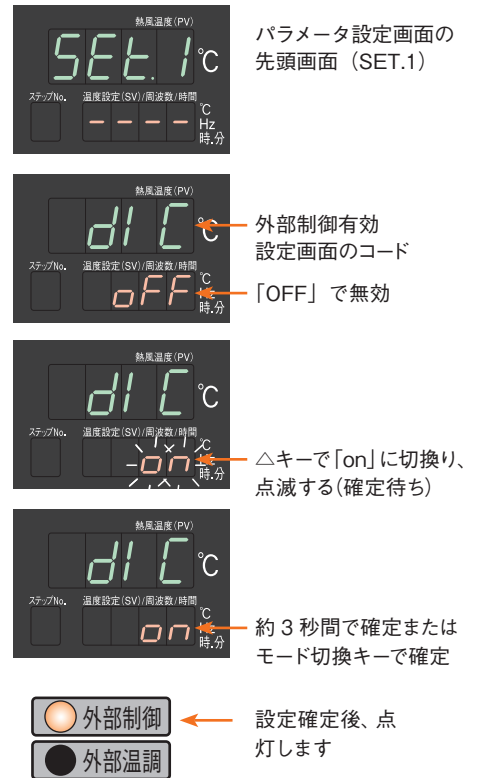 熱風温度(PV)
SEt.1 ℃
パラメータ設定画面の
先頭画面（SET.1）
ステップNo. 温度設定(SV)/周波数/時間
---- ℃
Hz
時.分
熱風温度(PV)
dIC ℃
外部制御有効
設定画面のコード
ステップNo. 温度設定(SV)/周波数/時間
oFF ℃
Hz
時.分
「OFF」で無効
熱風温度(PV)
dIC ℃
ステップNo. 温度設定(SV)/周波数/時間
on ℃
時.分
△キーで「on」に切換り、
点滅する(確定待ち)
熱風温度(PV)
dIC ℃
ステップNo. 温度設定(SV)/周波数/時間
on ℃
Hz
時.分
約 3 秒間で確定または
モード切換キーで確定
外部制御
設定確定後、点
灯します
外部温調